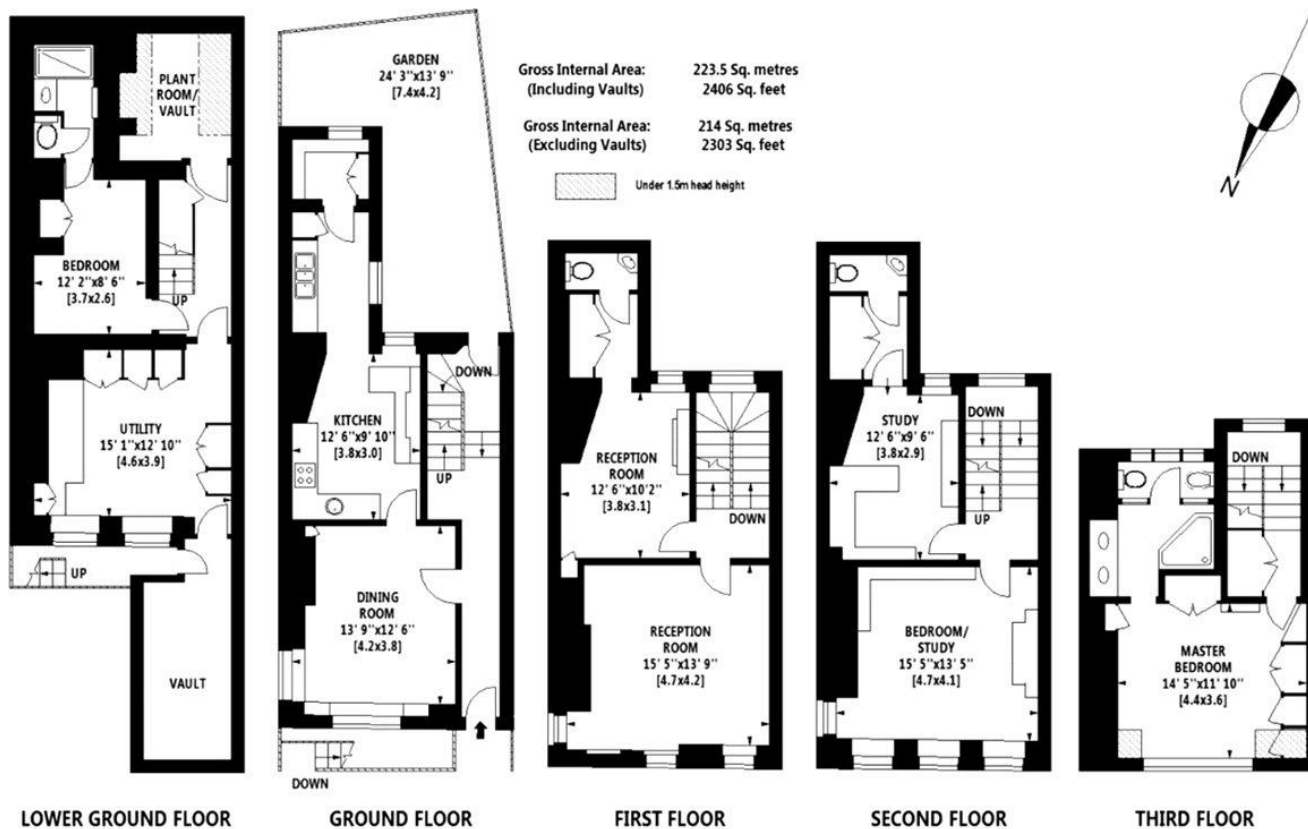 GARDEN
24' 3"x13' 9"
[7.4x4.2]
Gross Internal Area: 223.5 Sq. metres
(Including Vaults) 2406 Sq. feet
Gross Internal Area: 214 Sq. metres
(Excluding Vaults) 2303 Sq. feet
Under 1.5m head height
N
PLANT
ROOM/
VAULT
BEDROOM
12' 2"x8' 6"
[3.7x2.6]
UP
UTILITY
15' 1"x12' 10"
[4.6x3.9]
UP
VAULT
LOWER GROUND FLOOR
DOWN
KITCHEN
12' 6"x9' 10"
[3.8x3.0]
UP
DINING
ROOM
13' 9"x12' 6"
[4.2x3.8]
DOWN
GROUND FLOOR
RECEPTION
ROOM
12' 6"x10'2"
[3.8x3.1]
DOWN
RECEPTION
ROOM
15' 5"x13' 9"
[4.7x4.2]
FIRST FLOOR
STUDY
12' 6"x9' 6"
[3.8x2.9]
DOWN
UP
BEDROOM/
STUDY
15' 5"x13' 5"
[4.7x4.1]
SECOND FLOOR
DOWN
MASTER
BEDROOM
14' 5"x11' 10"
[4.4x3.6]
THIRD FLOOR